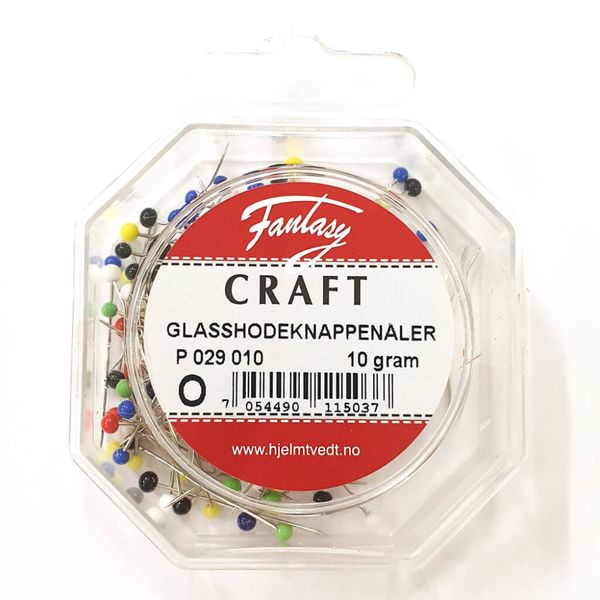 Fantasy
CRAFT
GLASSHODEKNAPPENÅLER
P 029 010 10 gram
O
7 054490 115037
www.hjelmtvedt.no